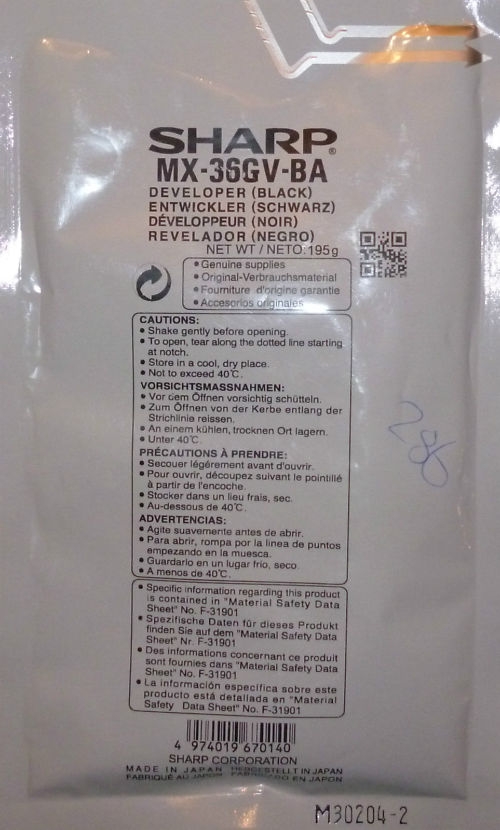 SHARP®
MX-36GV-BA
DEVELOPER (BLACK)
ENTWICKLER (SCHWARZ)
DÉVELOPPEUR (NOIR)
REVELADOR (NEGRO)
NET WT / NETO:195g
• Genuine supplies
• Original-Verbrauchsmaterial
• Fourniture d'origine garantie
• Accesorios originales
CAUTIONS:
• Shake gently before opening.
• To open, tear along the dotted line starting
at notch.
• Store in a cool, dry place.
• Not to exceed 40℃.
VORSICHTSMASSNAHMEN:
• Vor dem Öffnen vorsichtig schütteln.
• Zum Öffnen von der Kerbe entlang der
Strichlinie reissen.
• An einem kühlen, trocknen Ort lagern.
• Unter 40℃.
PRÉCAUTIONS À PRENDRE:
• Secouer légérement avant d'ouvrir.
• Pour ouvrir, découpez suivant le pointillé
à partir de l'encoche.
• Stocker dans un lieu frais, sec.
• Au-dessous de 40℃.
ADVERTENCIAS:
• Agite suavemente antes de abrir.
• Para abrir, rompa por la linea de puntos
empezando en la muesca.
• Guardarlo en un lugar frio, seco.
• A menos de 40℃.
• Specific information regarding this product
is contained in "Material Safety Data
Sheet" No. F-31901
• Spezifische Daten für dieses Produkt
finden Sie auf dem "Material Safety Data
Sheet" Nr. F-31901
• Des informations concernant ce produit
sont fournies dans "Material Safety Data
Sheet" No. F-31901
• La información específica sobre este
producto está detallada en "Material
Safety Data Sheet" No. F-31901
286
4 974019 670140
SHARP CORPORATION
MADE IN JAPAN HERGESTELLT IN JAPAN
FABRIQUÉ AU JAPON FABRICADO EN JAPON
M30204-2